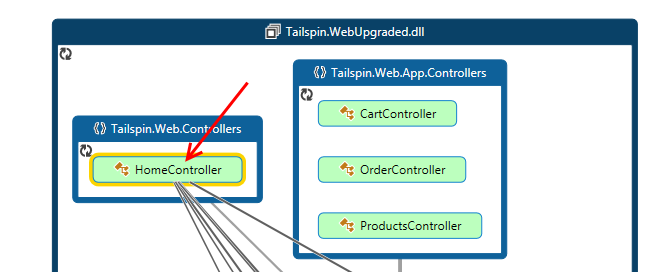 Tailspin.WebUpgraded.dll
Tailspin.Web.App.Controllers
CartController
OrderController
ProductsController
Tailspin.Web.Controllers
HomeController